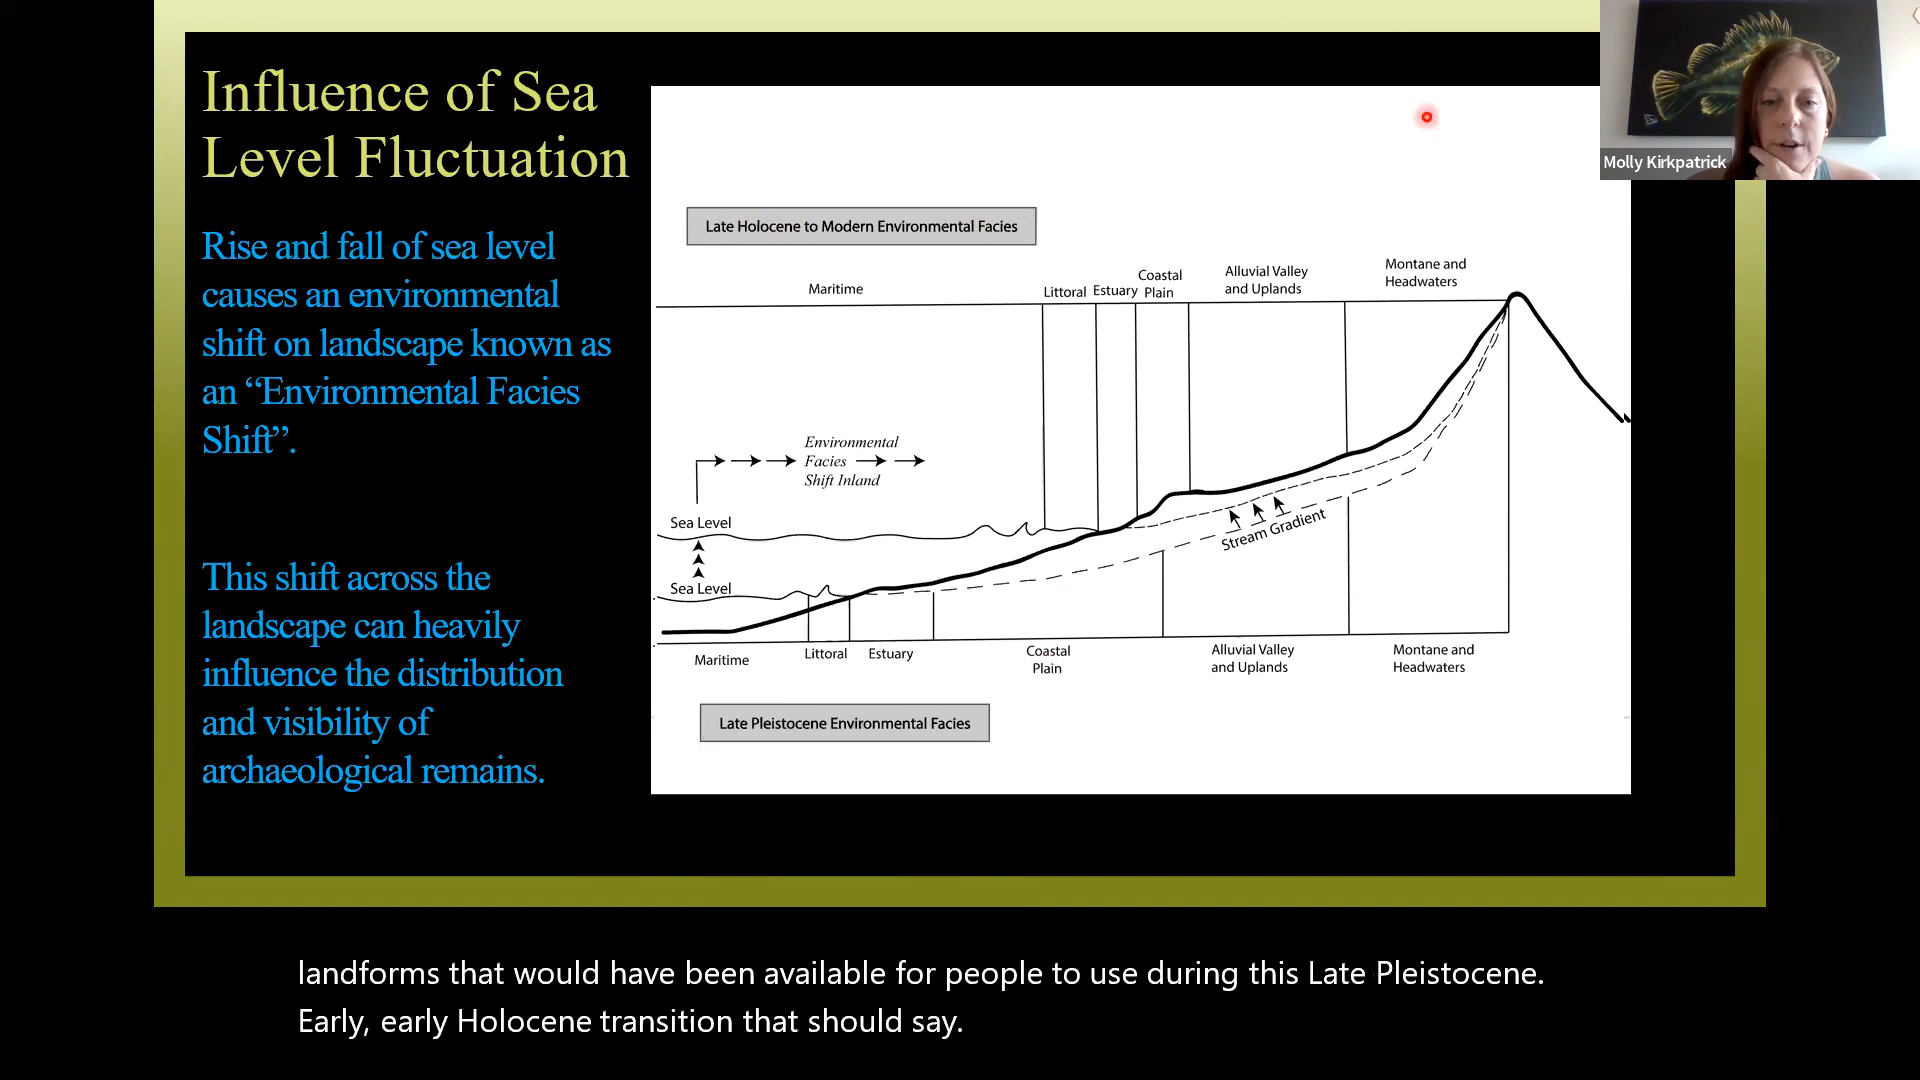 Influence of Sea
Level Fluctuation
Rise and fall of sea level
causes an environmental
shift on landscape known as
an “Environmental Facies
Shift”.
This shift across the
landscape can heavily
influence the distribution
and visibility of
archaeological remains.
Late Holocene to Modern Environmental Facies
Maritime
Littoral
Estuary
Coastal
Plain
Alluvial Valley
and Uplands
Montane and
Headwaters
Environmental
Facies
Shift Inland
Sea Level
Sea Level
Stream Gradient
Maritime
Littoral
Estuary
Coastal
Plain
Alluvial Valley
and Uplands
Montane and
Headwaters
Late Pleistocene Environmental Facies
Molly Kirkpatrick
landforms that would have been available for people to use during this Late Pleistocene.
Early, early Holocene transition that should say.